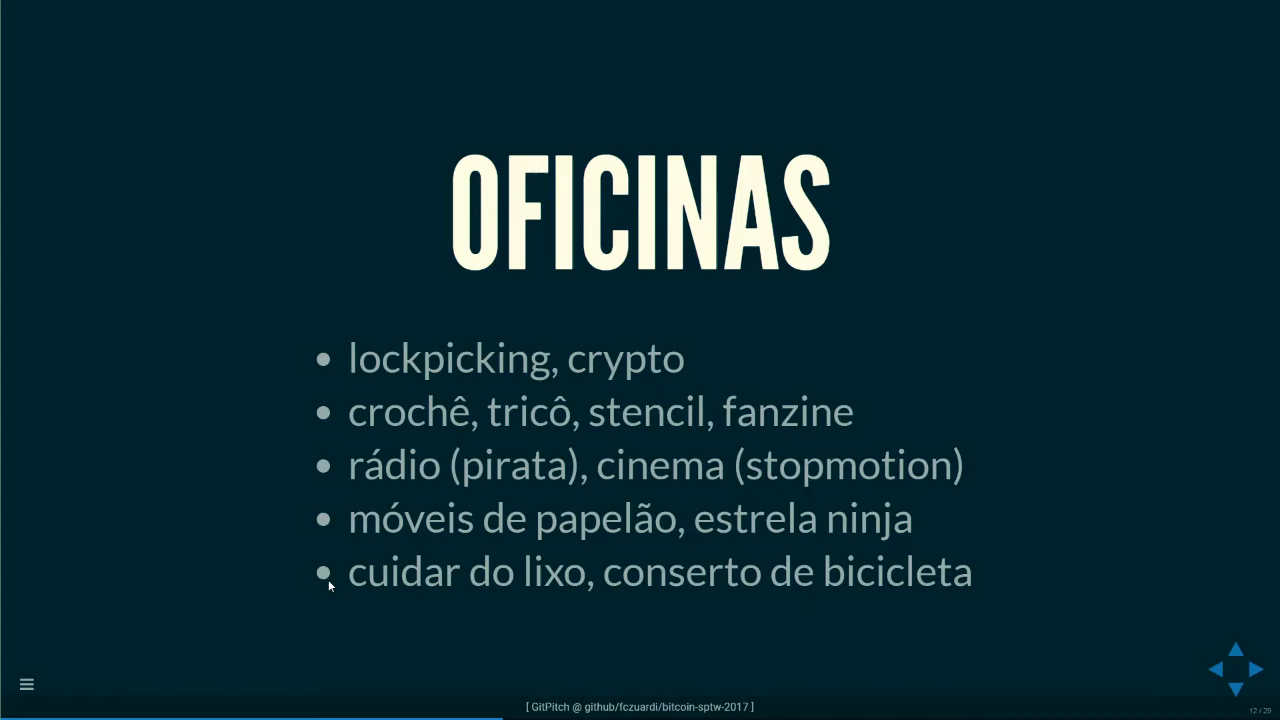 OFICINAS
• lockpicking, crypto
• crochê, tricô, stencil, fanzine
• rádio (pirata), cinema (stopmotion)
• móveis de papelão, estrela ninja
• cuidar do lixo, conserto de bicicleta
[ GitPitch @ github/fczuardi/bitcoin-sptw-2017 ]
12 / 29